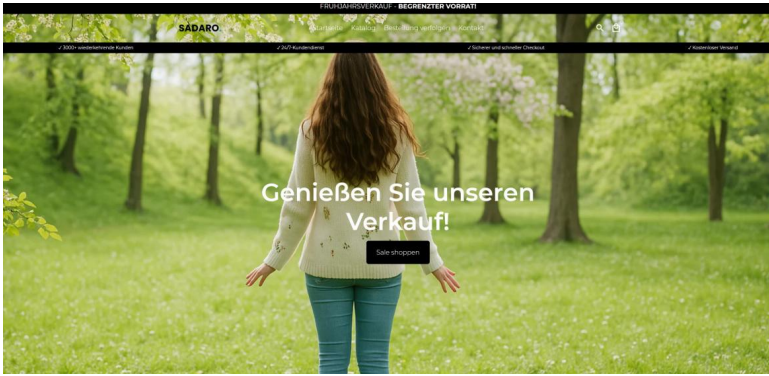 FRÜHJAHRSVERKAUF - BEGRENZTER VORRAT!
SADARO.
Startseite Katalog Bestellung verfolgen Kontakt
✓ 3000+ wiederkehrende Kunden
✓ 24/7-Kundendienst
✓ Sicherer und schneller Checkout
✓ Kostenloser Versand
Genießen Sie unseren
Verkauf!
Sale shoppen